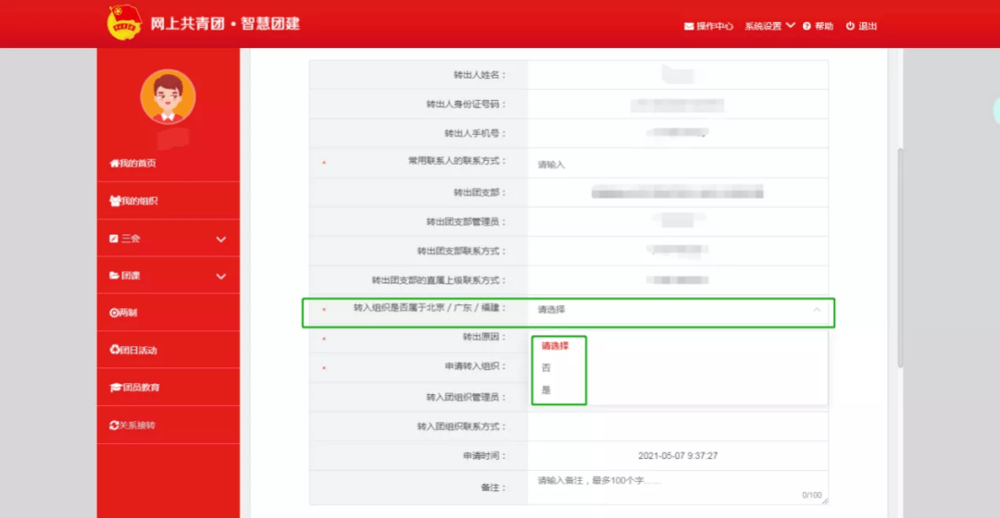 网上共青团·智慧团建
操作中心 系统设置 帮助 退出
我的首页
我的组织
三会
团课
两制
团日活动
团员教育
关系接转
转出人姓名：
转出人身份证号码：
转出人手机号：
* 常用联系人的联系方式： 请输入
转出团支部：
转出团支部管理员：
转出团支部联系方式：
转出团支部的直属上级联系方式：
* 转入组织是否属于北京/广东/福建： 请选择
* 转出原因： 请选择
否
* 申请转入组织：
是
转入团组织管理员：
转入团组织联系方式：
申请时间： 2021-05-07 9:37:27
备注： 请输入备注，最多100个字……
0/100